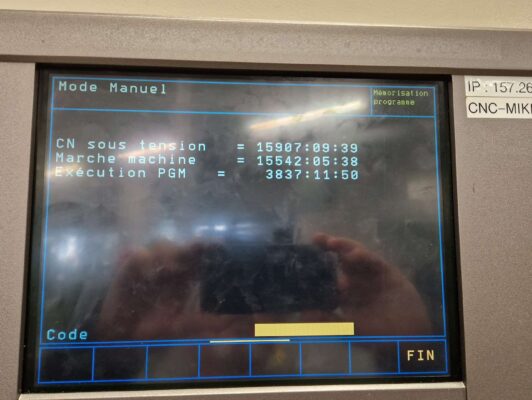 Mode Manuel
Mémorisation
programme
IP : 157.26
CNC-MIK
CN sous tension = 15907:09:39
Marche machine = 15542:05:38
Exécution PGM = 3837:11:50
Code
FIN